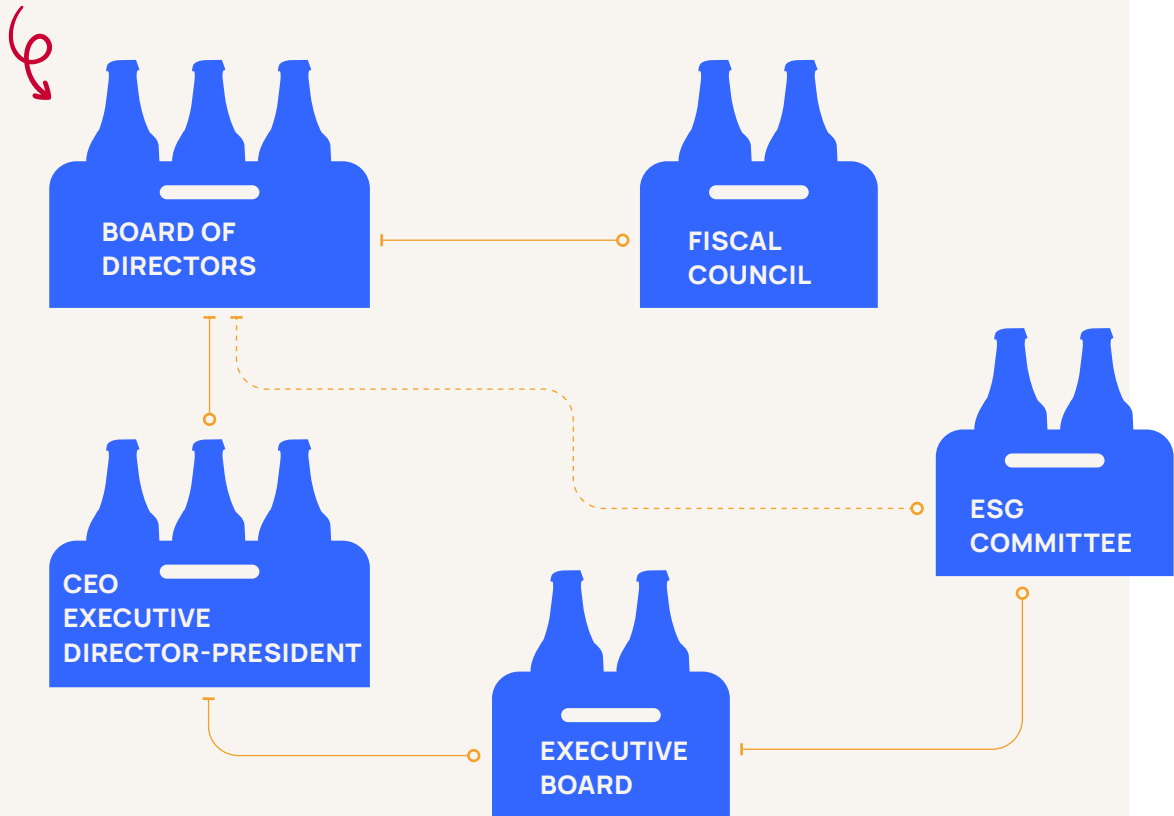 BOARD OF
DIRECTORS
FISCAL
COUNCIL
ESG
COMMITTEE
CEO
EXECUTIVE
DIRECTOR-PRESIDENT
EXECUTIVE
BOARD